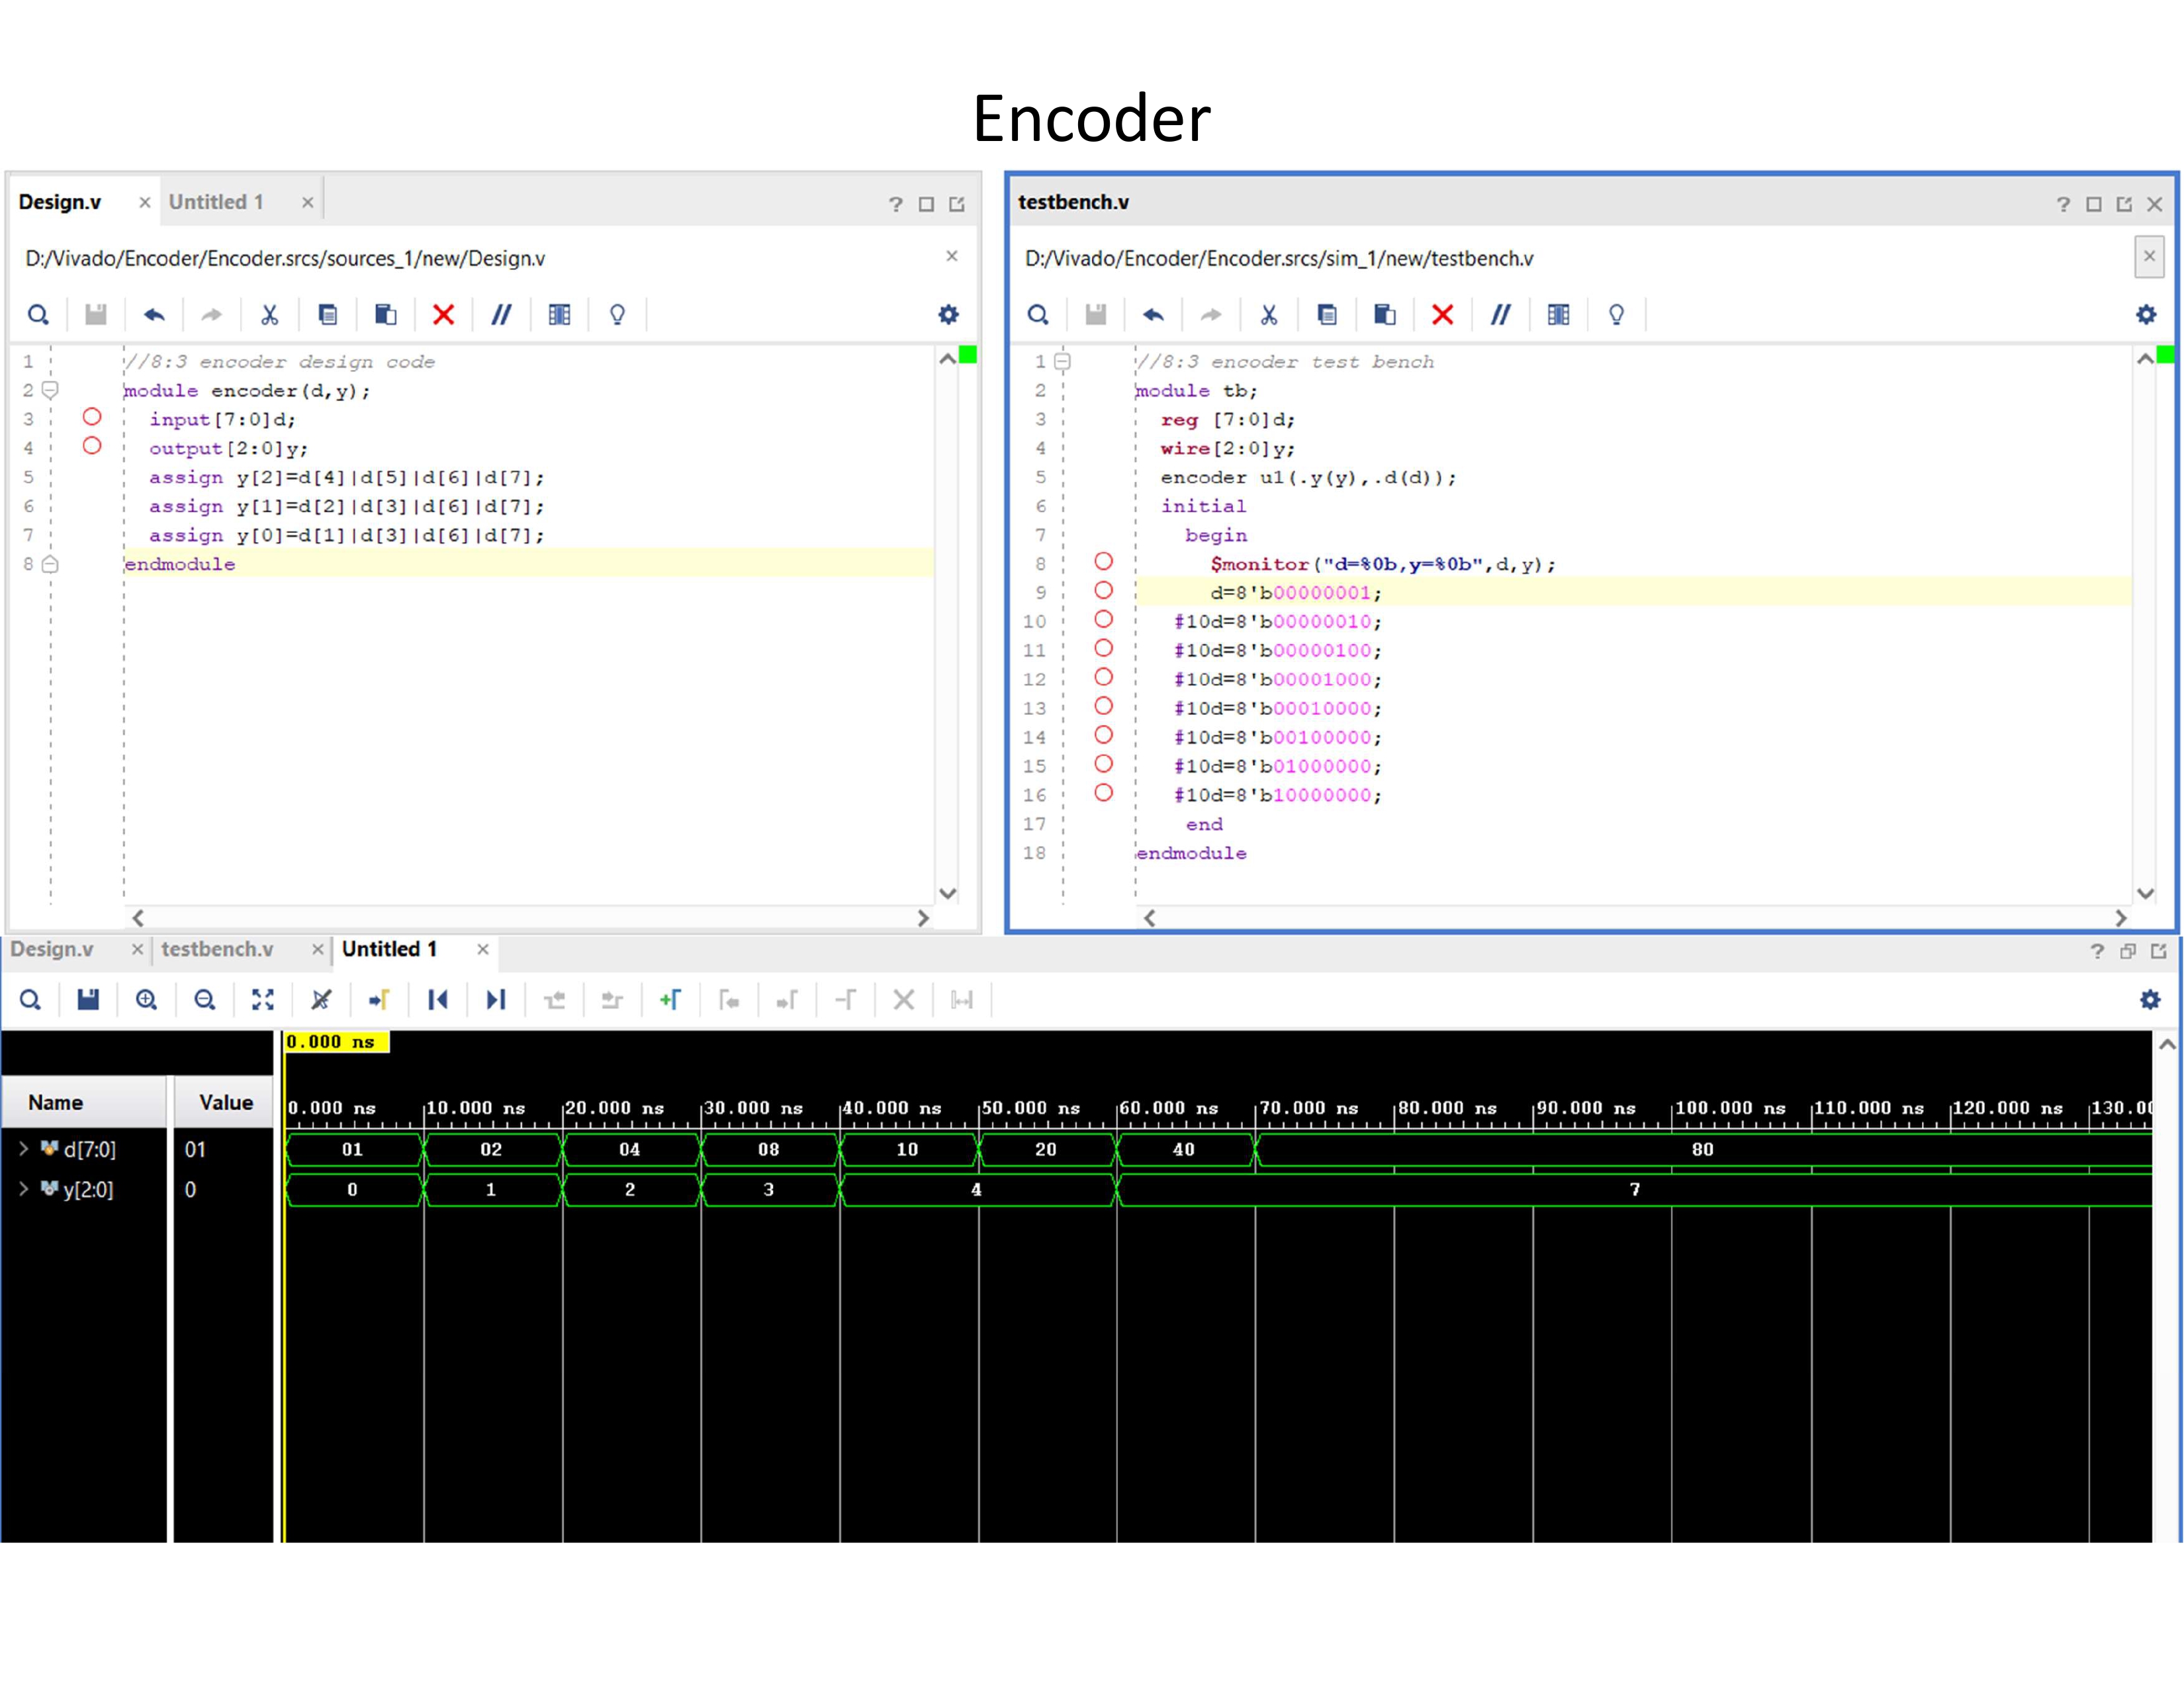 Encoder
Design.v × Untitled 1 ×
D:/Vivado/Encoder/Encoder.srcs/sources_1/new/Design.v
1 //8:3 encoder design code
2 module encoder(d,y);
3 input[7:0]d;
4 output[2:0]y;
5 assign y[2]=d[4]|d[5]|d[6]|d[7];
6 assign y[1]=d[2]|d[3]|d[6]|d[7];
7 assign y[0]=d[1]|d[3]|d[6]|d[7];
8 endmodule
testbench.v
D:/Vivado/Encoder/Encoder.srcs/sim_1/new/testbench.v
1 //8:3 encoder test bench
2 module tb;
3 reg [7:0]d;
4 wire[2:0]y;
5 encoder u1(.y(y),.d(d));
6 initial
7 begin
8 $monitor("d=%0b,y=%0b",d,y);
9 d=8'b00000001;
10 #10d=8'b00000010;
11 #10d=8'b00000100;
12 #10d=8'b00001000;
13 #10d=8'b00010000;
14 #10d=8'b00100000;
15 #10d=8'b01000000;
16 #10d=8'b10000000;
17 end
18 endmodule
Design.v × testbench.v × Untitled 1 ×
0.000 ns
Name Value
0.000 ns 10.000 ns 20.000 ns 30.000 ns 40.000 ns 50.000 ns 60.000 ns 70.000 ns 80.000 ns 90.000 ns 100.000 ns 110.000 ns 120.000 ns 130.00
d[7:0] 01 01 02 04 08 10 20 40 80
y[2:0] 0 0 1 2 3 4 7